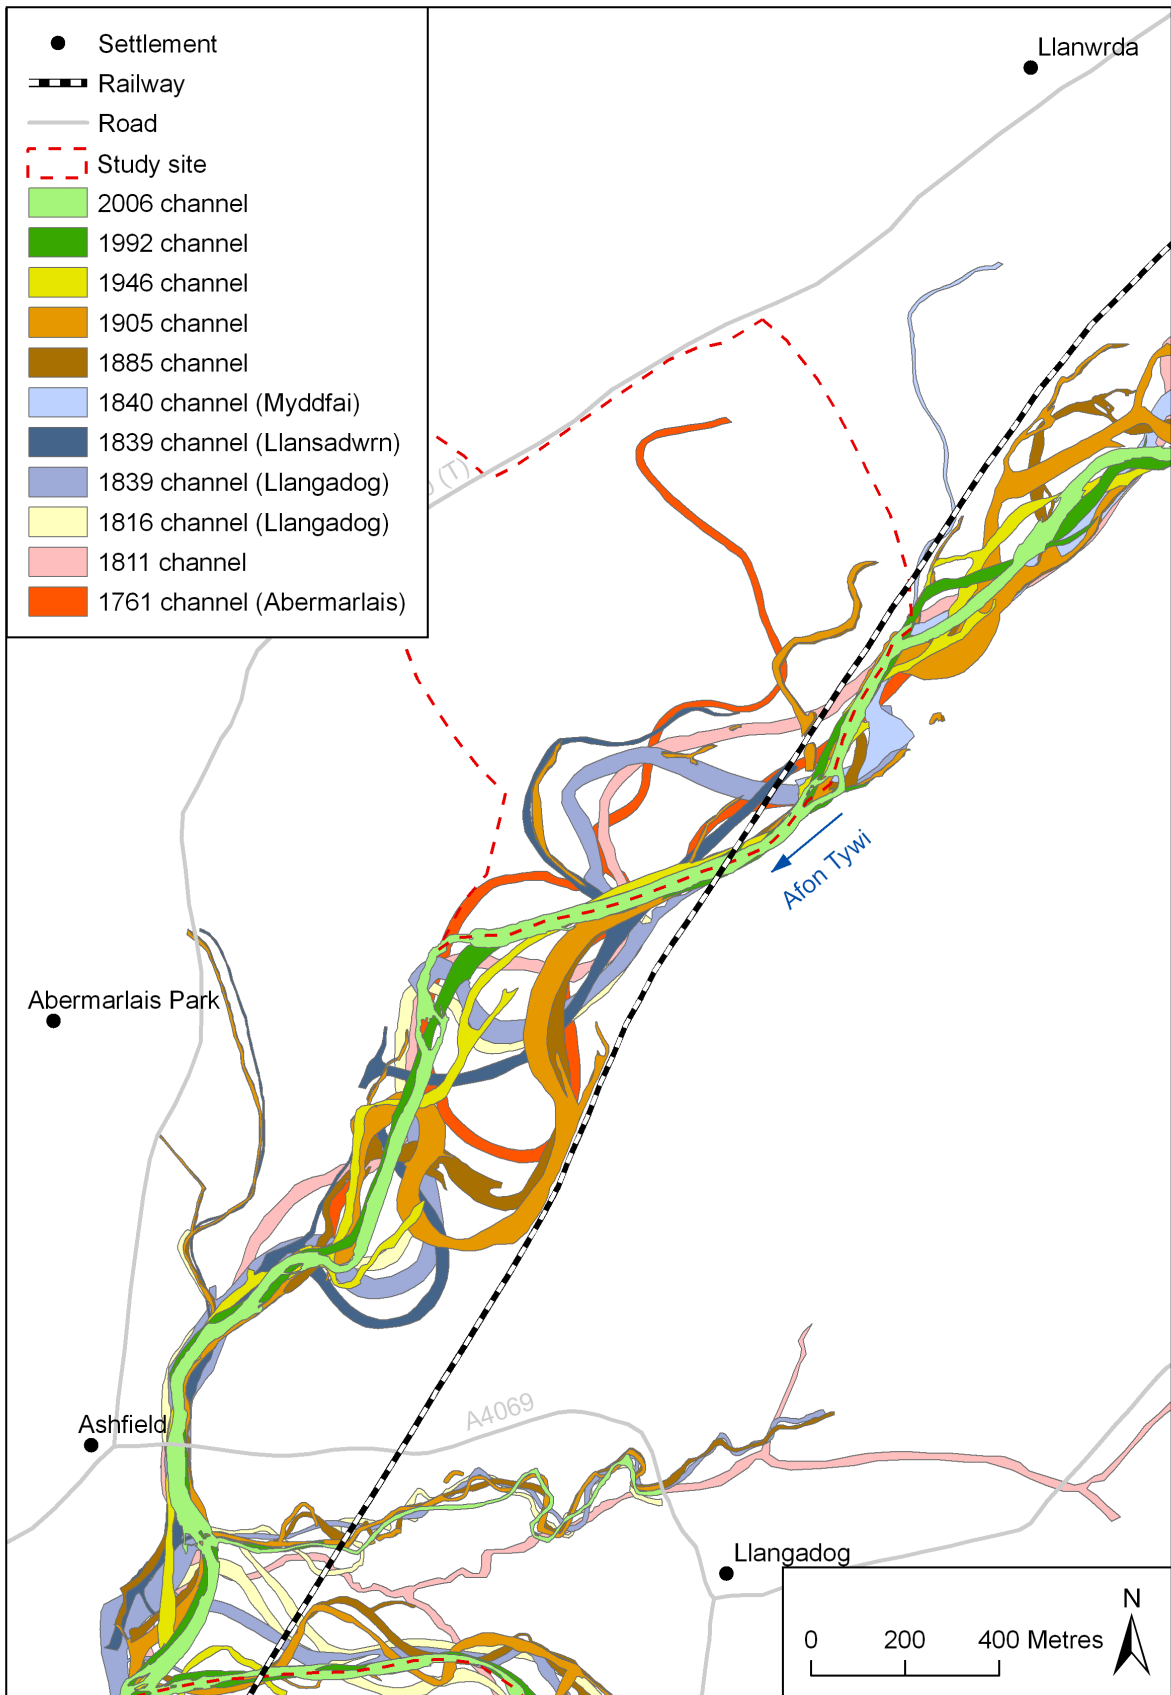 Settlement
Railway
Road
Study site
2006 channel
1992 channel
1946 channel
1905 channel
1885 channel
1840 channel (Myddfai)
1839 channel (Llansadwrn)
1839 channel (Llangadog)
1816 channel (Llangadog)
1811 channel
1761 channel (Abermarlais)
Llanwrda
(T)
Afon Tywi
Abermarlais Park
Ashfield
A4069
Llangadog
0 200 400 Metres
N